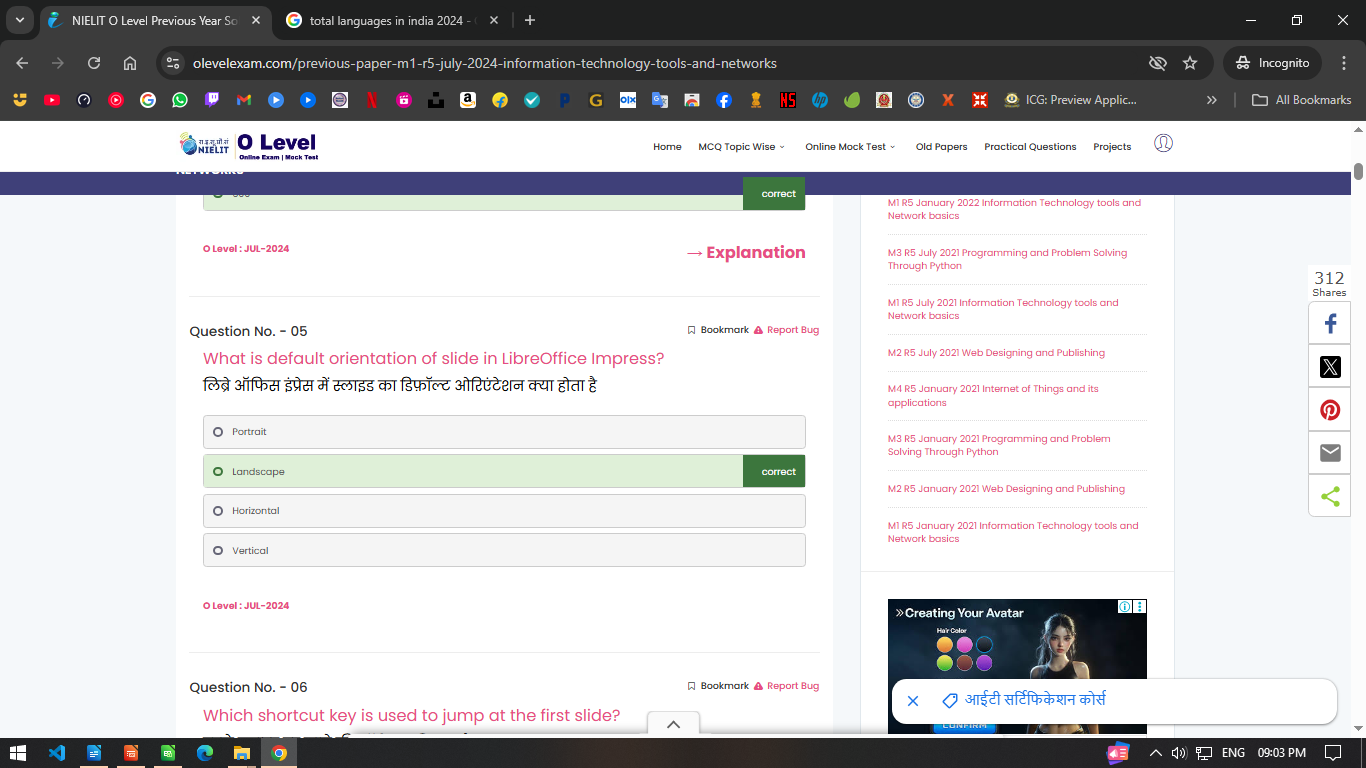 NIELIT O Level Previous Year So
total languages in india 2024 -
olevelexam.com/previous-paper-m1-r5-july-2024-information-technology-tools-and-networks
Incognito
ICG: Preview Applic...
All Bookmarks
रा.इ.सू.प्रौ.सं
NIELIT
O Level
Online Exam | Mock Test
Home
MCQ Topic Wise
Online Mock Test
Old Papers
Practical Questions
Projects
NETWORKS
correct
O Level : JUL-2024
→ Explanation
Question No. - 05
Bookmark
Report Bug
What is default orientation of slide in LibreOffice Impress?
लिब्रे ऑफिस इंप्रेस में स्लाइड का डिफ़ॉल्ट ओरिएंटेशन क्या होता है
Portrait
Landscape
correct
Horizontal
Vertical
O Level : JUL-2024
Question No. - 06
Bookmark
Report Bug
Which shortcut key is used to jump at the first slide?
M1 R5 January 2022 Information Technology tools and
Network basics
M3 R5 July 2021 Programming and Problem Solving
Through Python
M1 R5 July 2021 Information Technology tools and
Network basics
M2 R5 July 2021 Web Designing and Publishing
M4 R5 January 2021 Internet of Things and its
applications
M3 R5 January 2021 Programming and Problem
Solving Through Python
M2 R5 January 2021 Web Designing and Publishing
M1 R5 January 2021 Information Technology tools and
Network basics
312
Shares
»Creating Your Avatar
Hair Color
CONFIRM
आईटी सर्टिफिकेशन कोर्स
ENG
09:03 PM